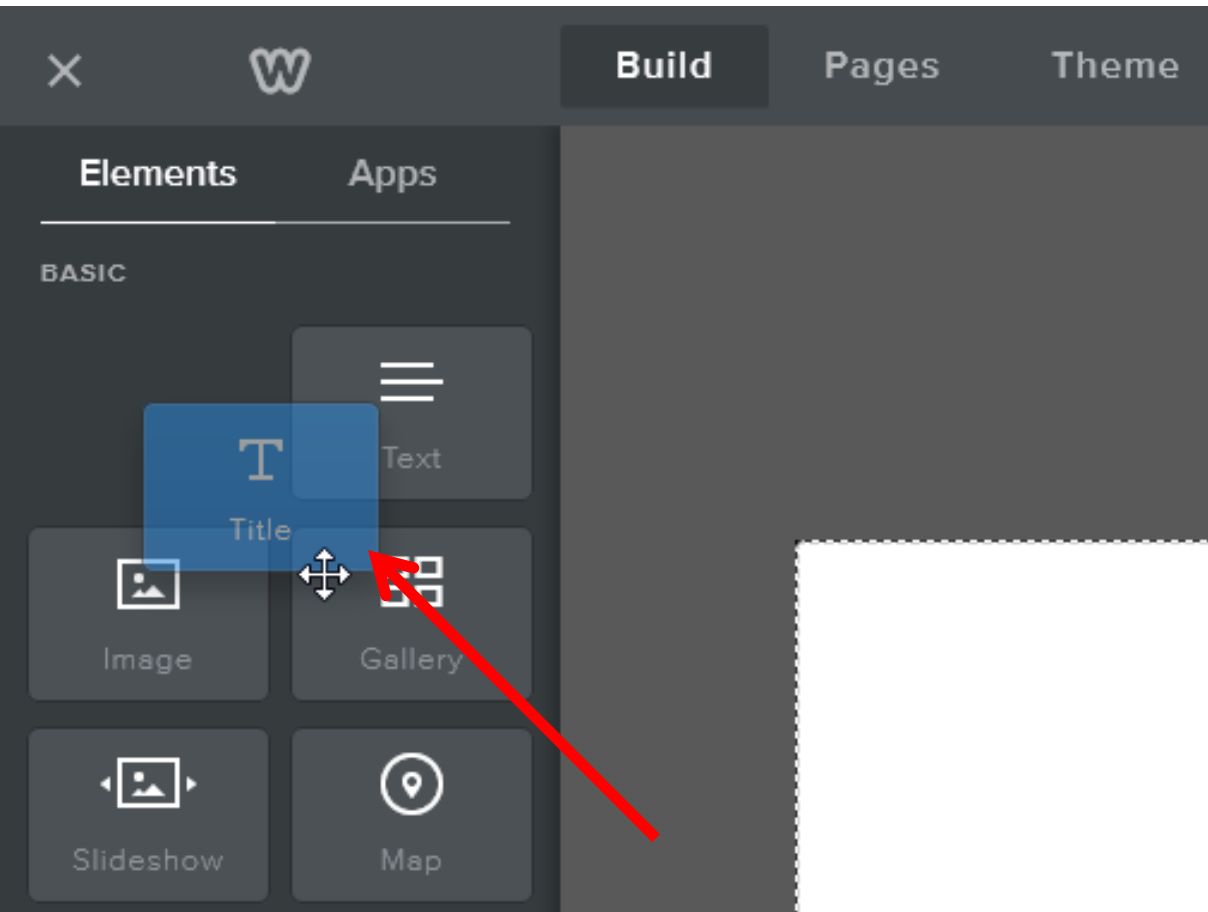 Build Pages Theme
Elements Apps
BASIC
Text
Title
Image Gallery
Slideshow Map